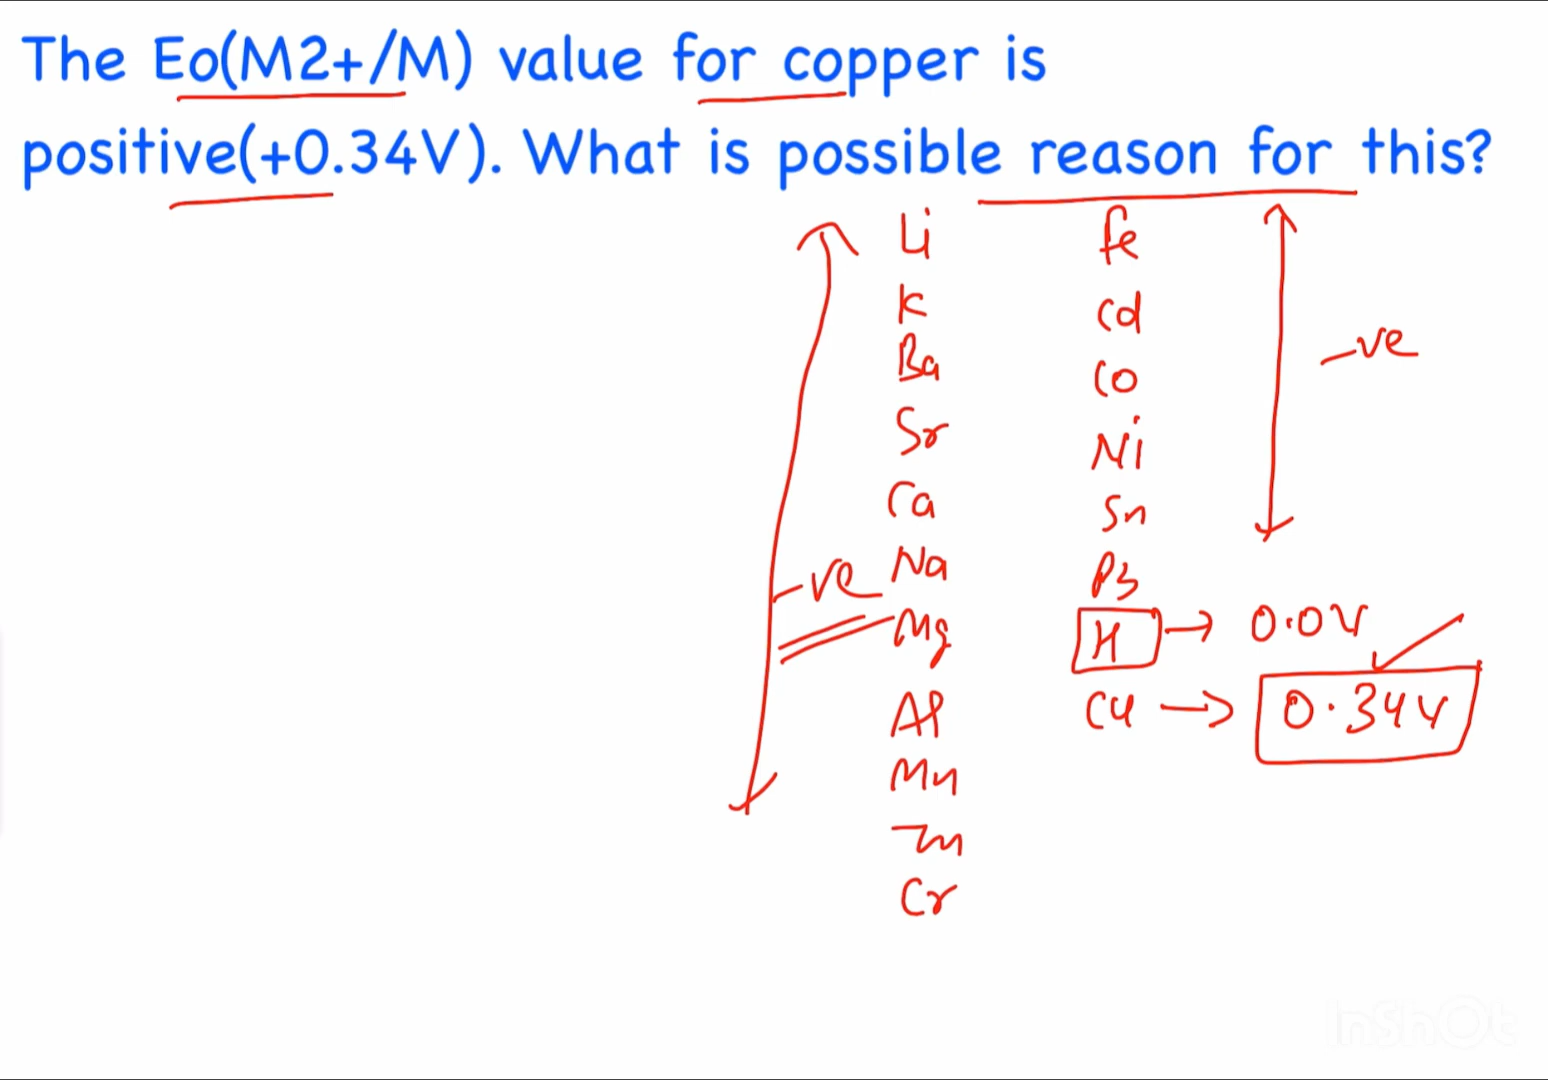 The Eo(M2+/M) value for copper is
positive(+0.34V). What is possible reason for this?
Li
K
Ba
Sr
Ca
Na
-ve
Mg
Al
Mn
Zn
Cr
Fe
Cd
Co
Ni
Sn
Pb
-ve
H → 0.0V
Cu → 0.34V
InShOt